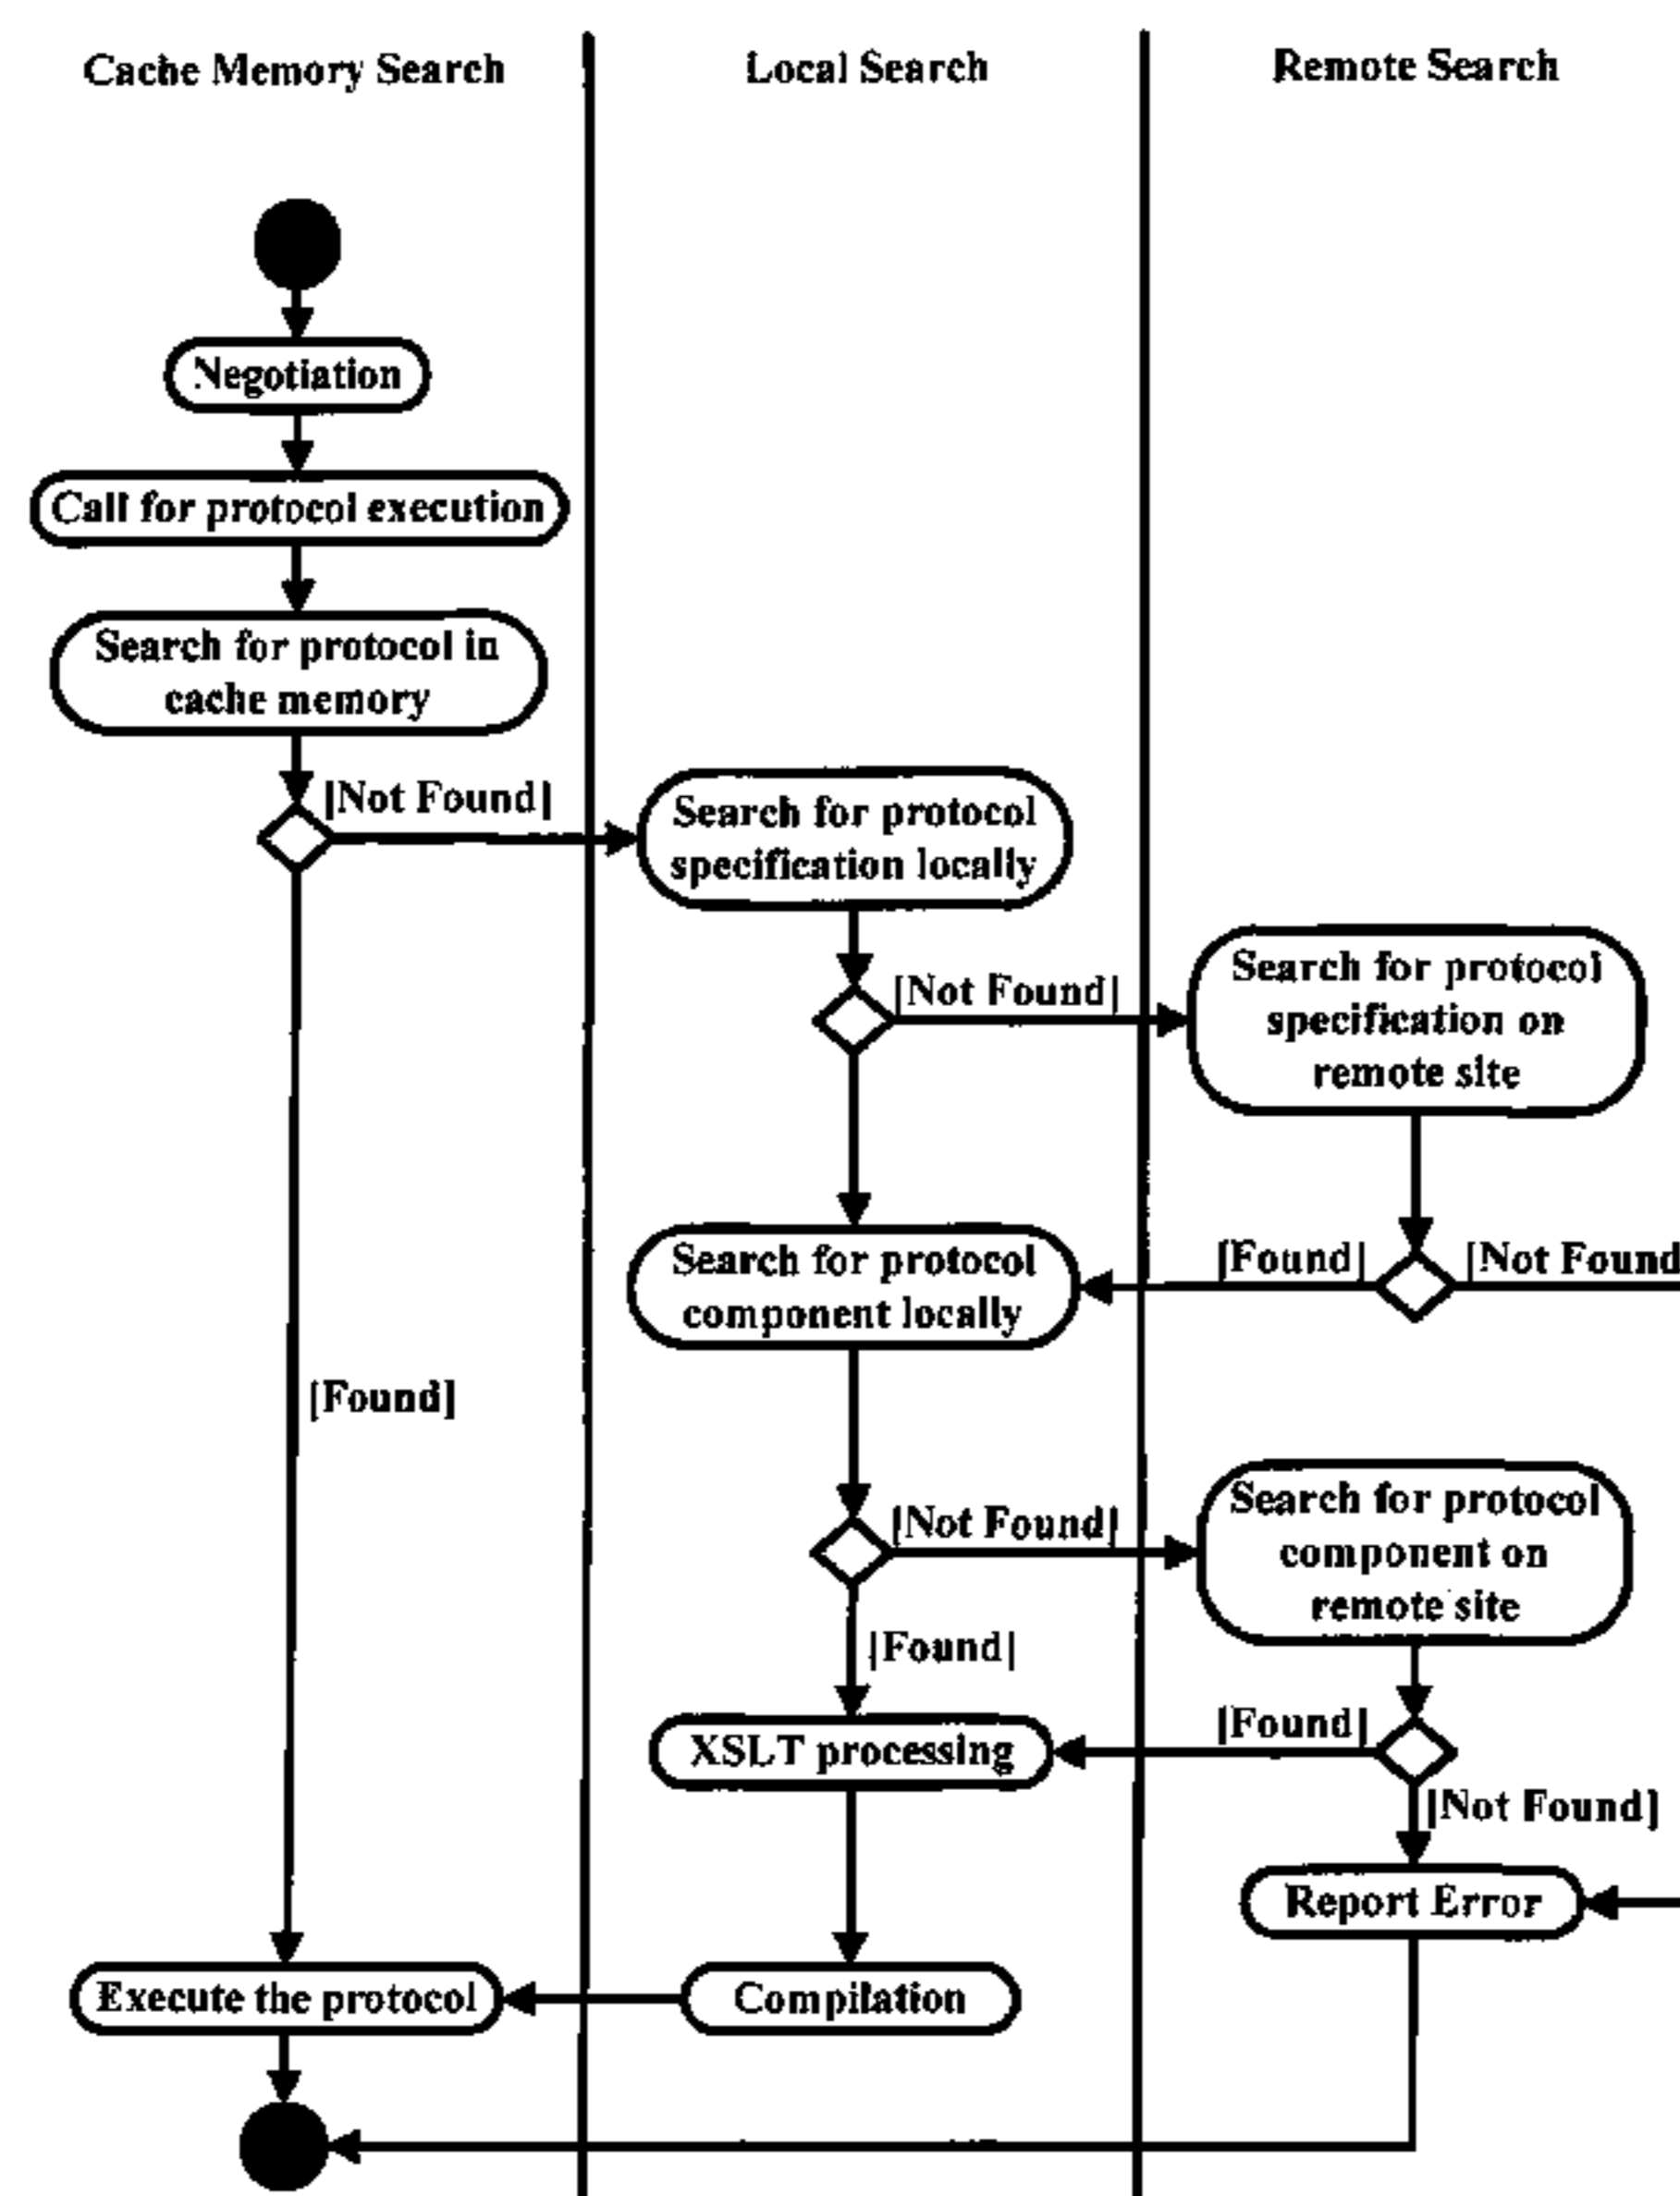 Cache Memory Search
Local Search
Remote Search
Negotiation
Call for protocol execution
Search for protocol in
cache memory
[Not Found]
Search for protocol
specification locally
[Not Found]
Search for protocol
specification on
remote site
Search for protocol
component locally
[Found]
[Not Found
[Found]
[Not Found]
Search for protocol
component on
remote site
[Found]
XSLT processing
[Found]
[Not Found]
Report Error
Execute the protocol
Compilation